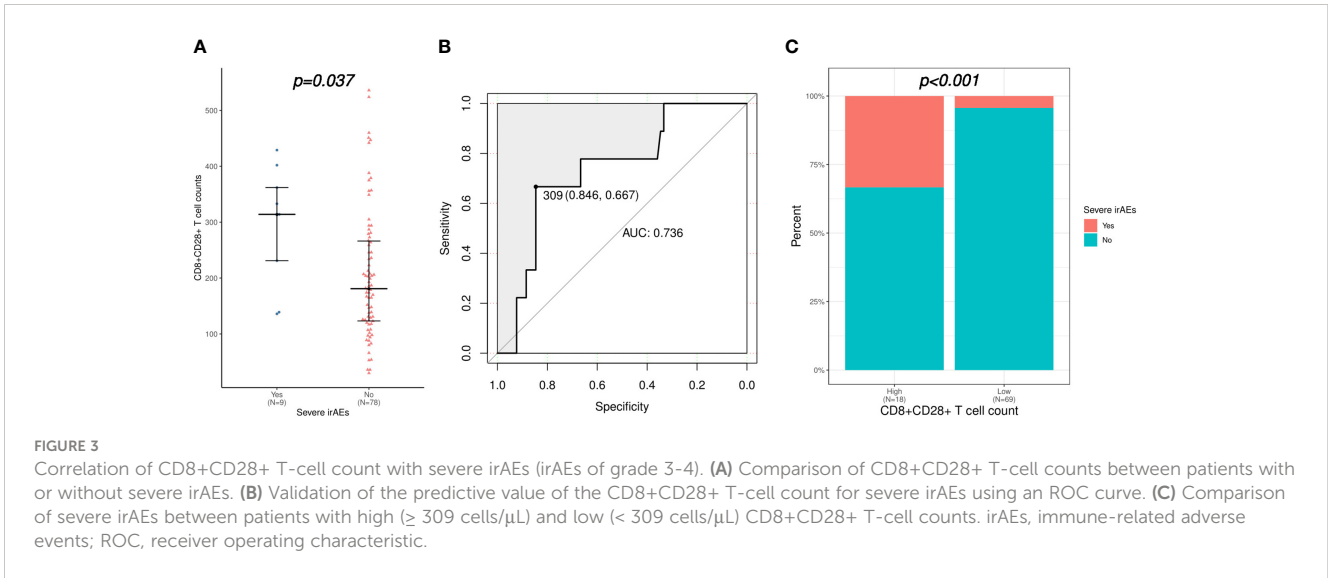 A
p=0.037
500
400
300
200
100
CD8+CD28+ T cell counts
Yes
(N=9)
No
(N=78)
Severe irAEs
B
1.0
0.8
0.6
0.4
0.2
0.0
Sensitivity
309 (0.846, 0.667)
AUC: 0.736
1.0 0.8 0.6 0.4 0.2 0.0
Specificity
C
p<0.001
100%
75%
50%
25%
0%
Percent
High
(N=18)
Low
(N=69)
CD8+CD28+ T cell count
Severe irAEs
Yes
No
FIGURE 3
Correlation of CD8+CD28+ T-cell count with severe irAEs (irAEs of grade 3-4). (A) Comparison of CD8+CD28+ T-cell counts between patients with
or without severe irAEs. (B) Validation of the predictive value of the CD8+CD28+ T-cell count for severe irAEs using an ROC curve. (C) Comparison
of severe irAEs between patients with high (≥ 309 cells/μL) and low (< 309 cells/μL) CD8+CD28+ T-cell counts. irAEs, immune-related adverse
events; ROC, receiver operating characteristic.